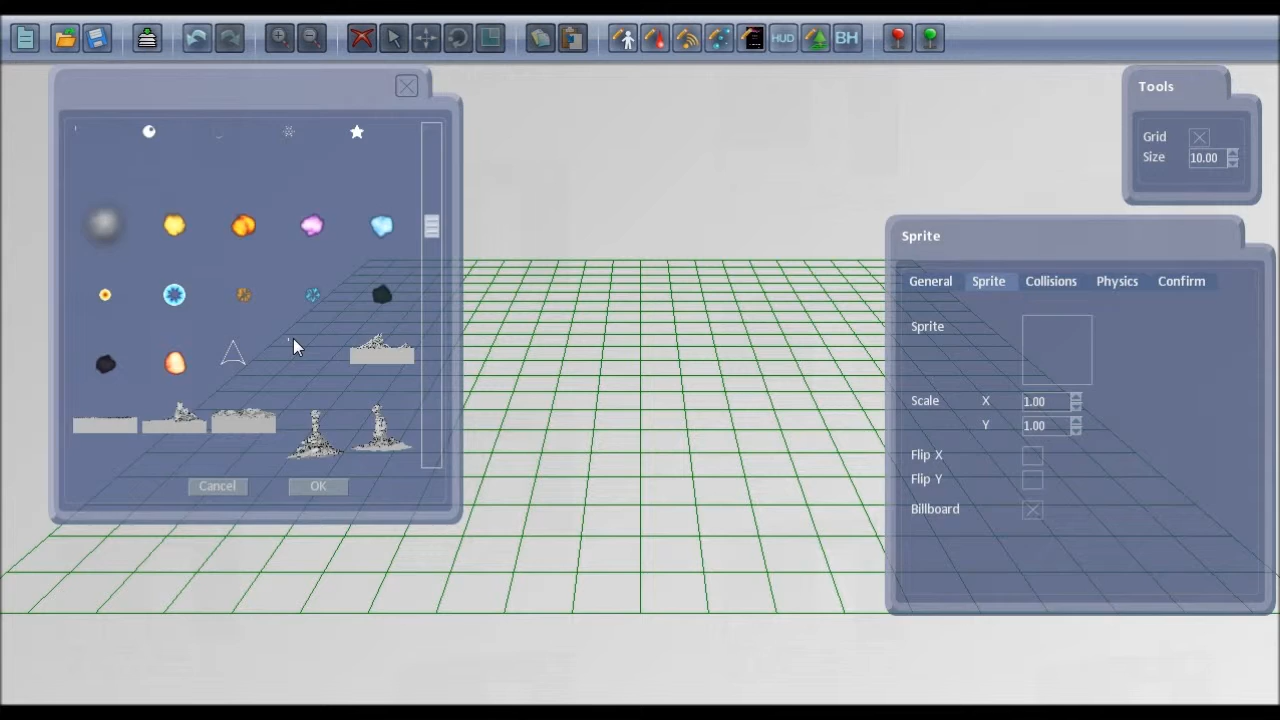 HUD
BH
Tools
Grid
Size 10.00
Sprite
General Sprite Collisions Physics Confirm
Sprite
Scale X 1.00
Y 1.00
Flip X
Flip Y
Billboard
Cancel OK